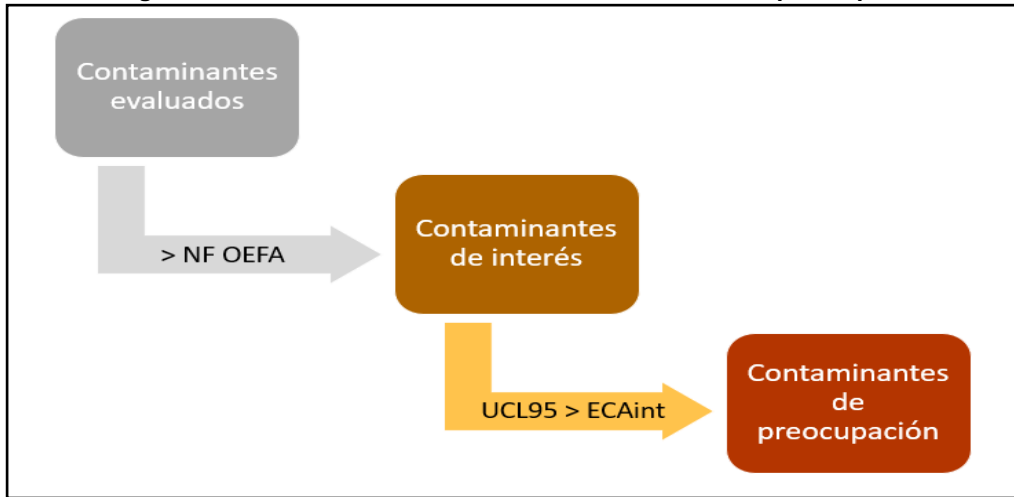 Contaminantes
evaluados
> NF OEFA
Contaminantes
de interés
UCL95 > ECAint
Contaminantes
de
preocupación